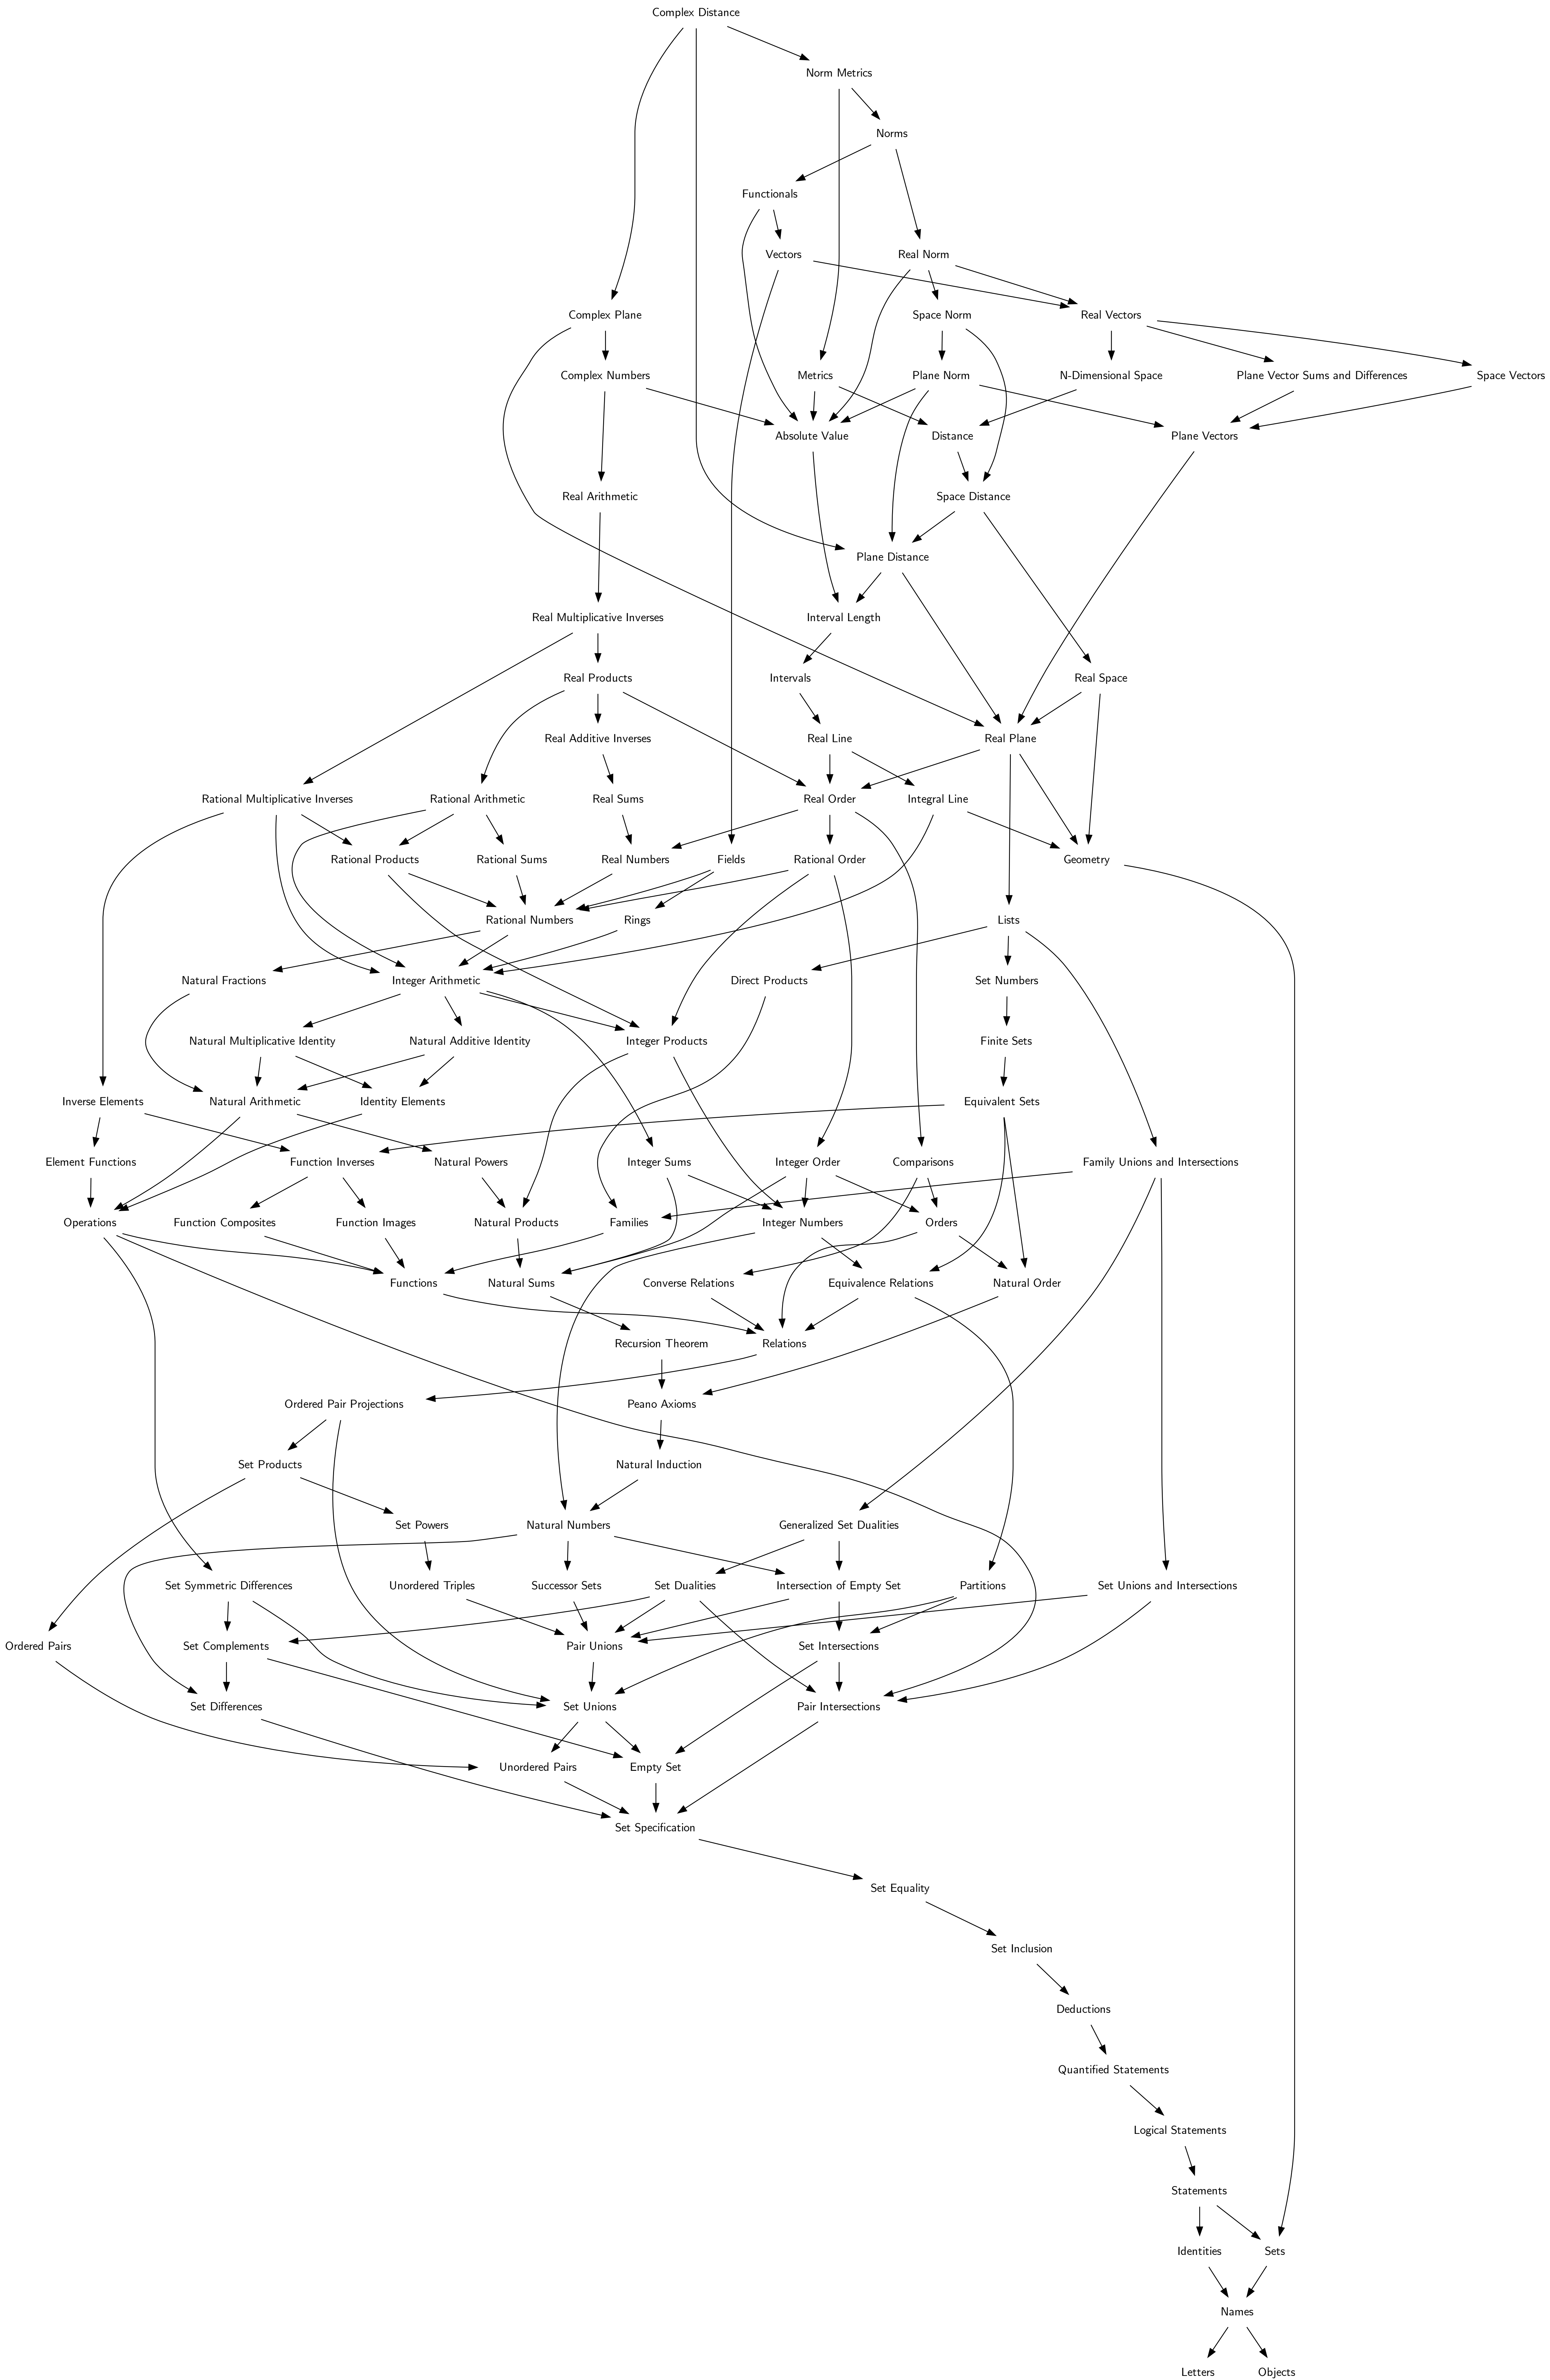 Complex Distance
Norm Metrics
Norms
Functionals
Vectors
Real Norm
Complex Plane
Space Norm
Real Vectors
Complex Numbers
Metrics
Plane Norm
N-Dimensional Space
Plane Vector Sums and Differences
Space Vectors
Absolute Value
Distance
Plane Vectors
Real Arithmetic
Space Distance
Plane Distance
Real Multiplicative Inverses
Interval Length
Real Products
Intervals
Real Space
Real Additive Inverses
Real Line
Real Plane
Rational Multiplicative Inverses
Rational Arithmetic
Real Sums
Real Order
Integral Line
Rational Products
Rational Sums
Real Numbers
Fields
Rational Order
Geometry
Rational Numbers
Rings
Lists
Natural Fractions
Integer Arithmetic
Direct Products
Set Numbers
Natural Multiplicative Identity
Natural Additive Identity
Integer Products
Finite Sets
Inverse Elements
Natural Arithmetic
Identity Elements
Equivalent Sets
Element Functions
Function Inverses
Natural Powers
Integer Sums
Integer Order
Comparisons
Family Unions and Intersections
Operations
Function Composites
Function Images
Natural Products
Families
Integer Numbers
Orders
Functions
Natural Sums
Converse Relations
Equivalence Relations
Natural Order
Recursion Theorem
Relations
Ordered Pair Projections
Peano Axioms
Set Products
Natural Induction
Set Powers
Natural Numbers
Generalized Set Dualities
Set Symmetric Differences
Unordered Triples
Successor Sets
Set Dualities
Intersection of Empty Set
Partitions
Set Unions and Intersections
Ordered Pairs
Set Complements
Pair Unions
Set Intersections
Set Differences
Set Unions
Pair Intersections
Unordered Pairs
Empty Set
Set Specification
Set Equality
Set Inclusion
Deductions
Quantified Statements
Logical Statements
Statements
Identities
Sets
Names
Letters
Objects